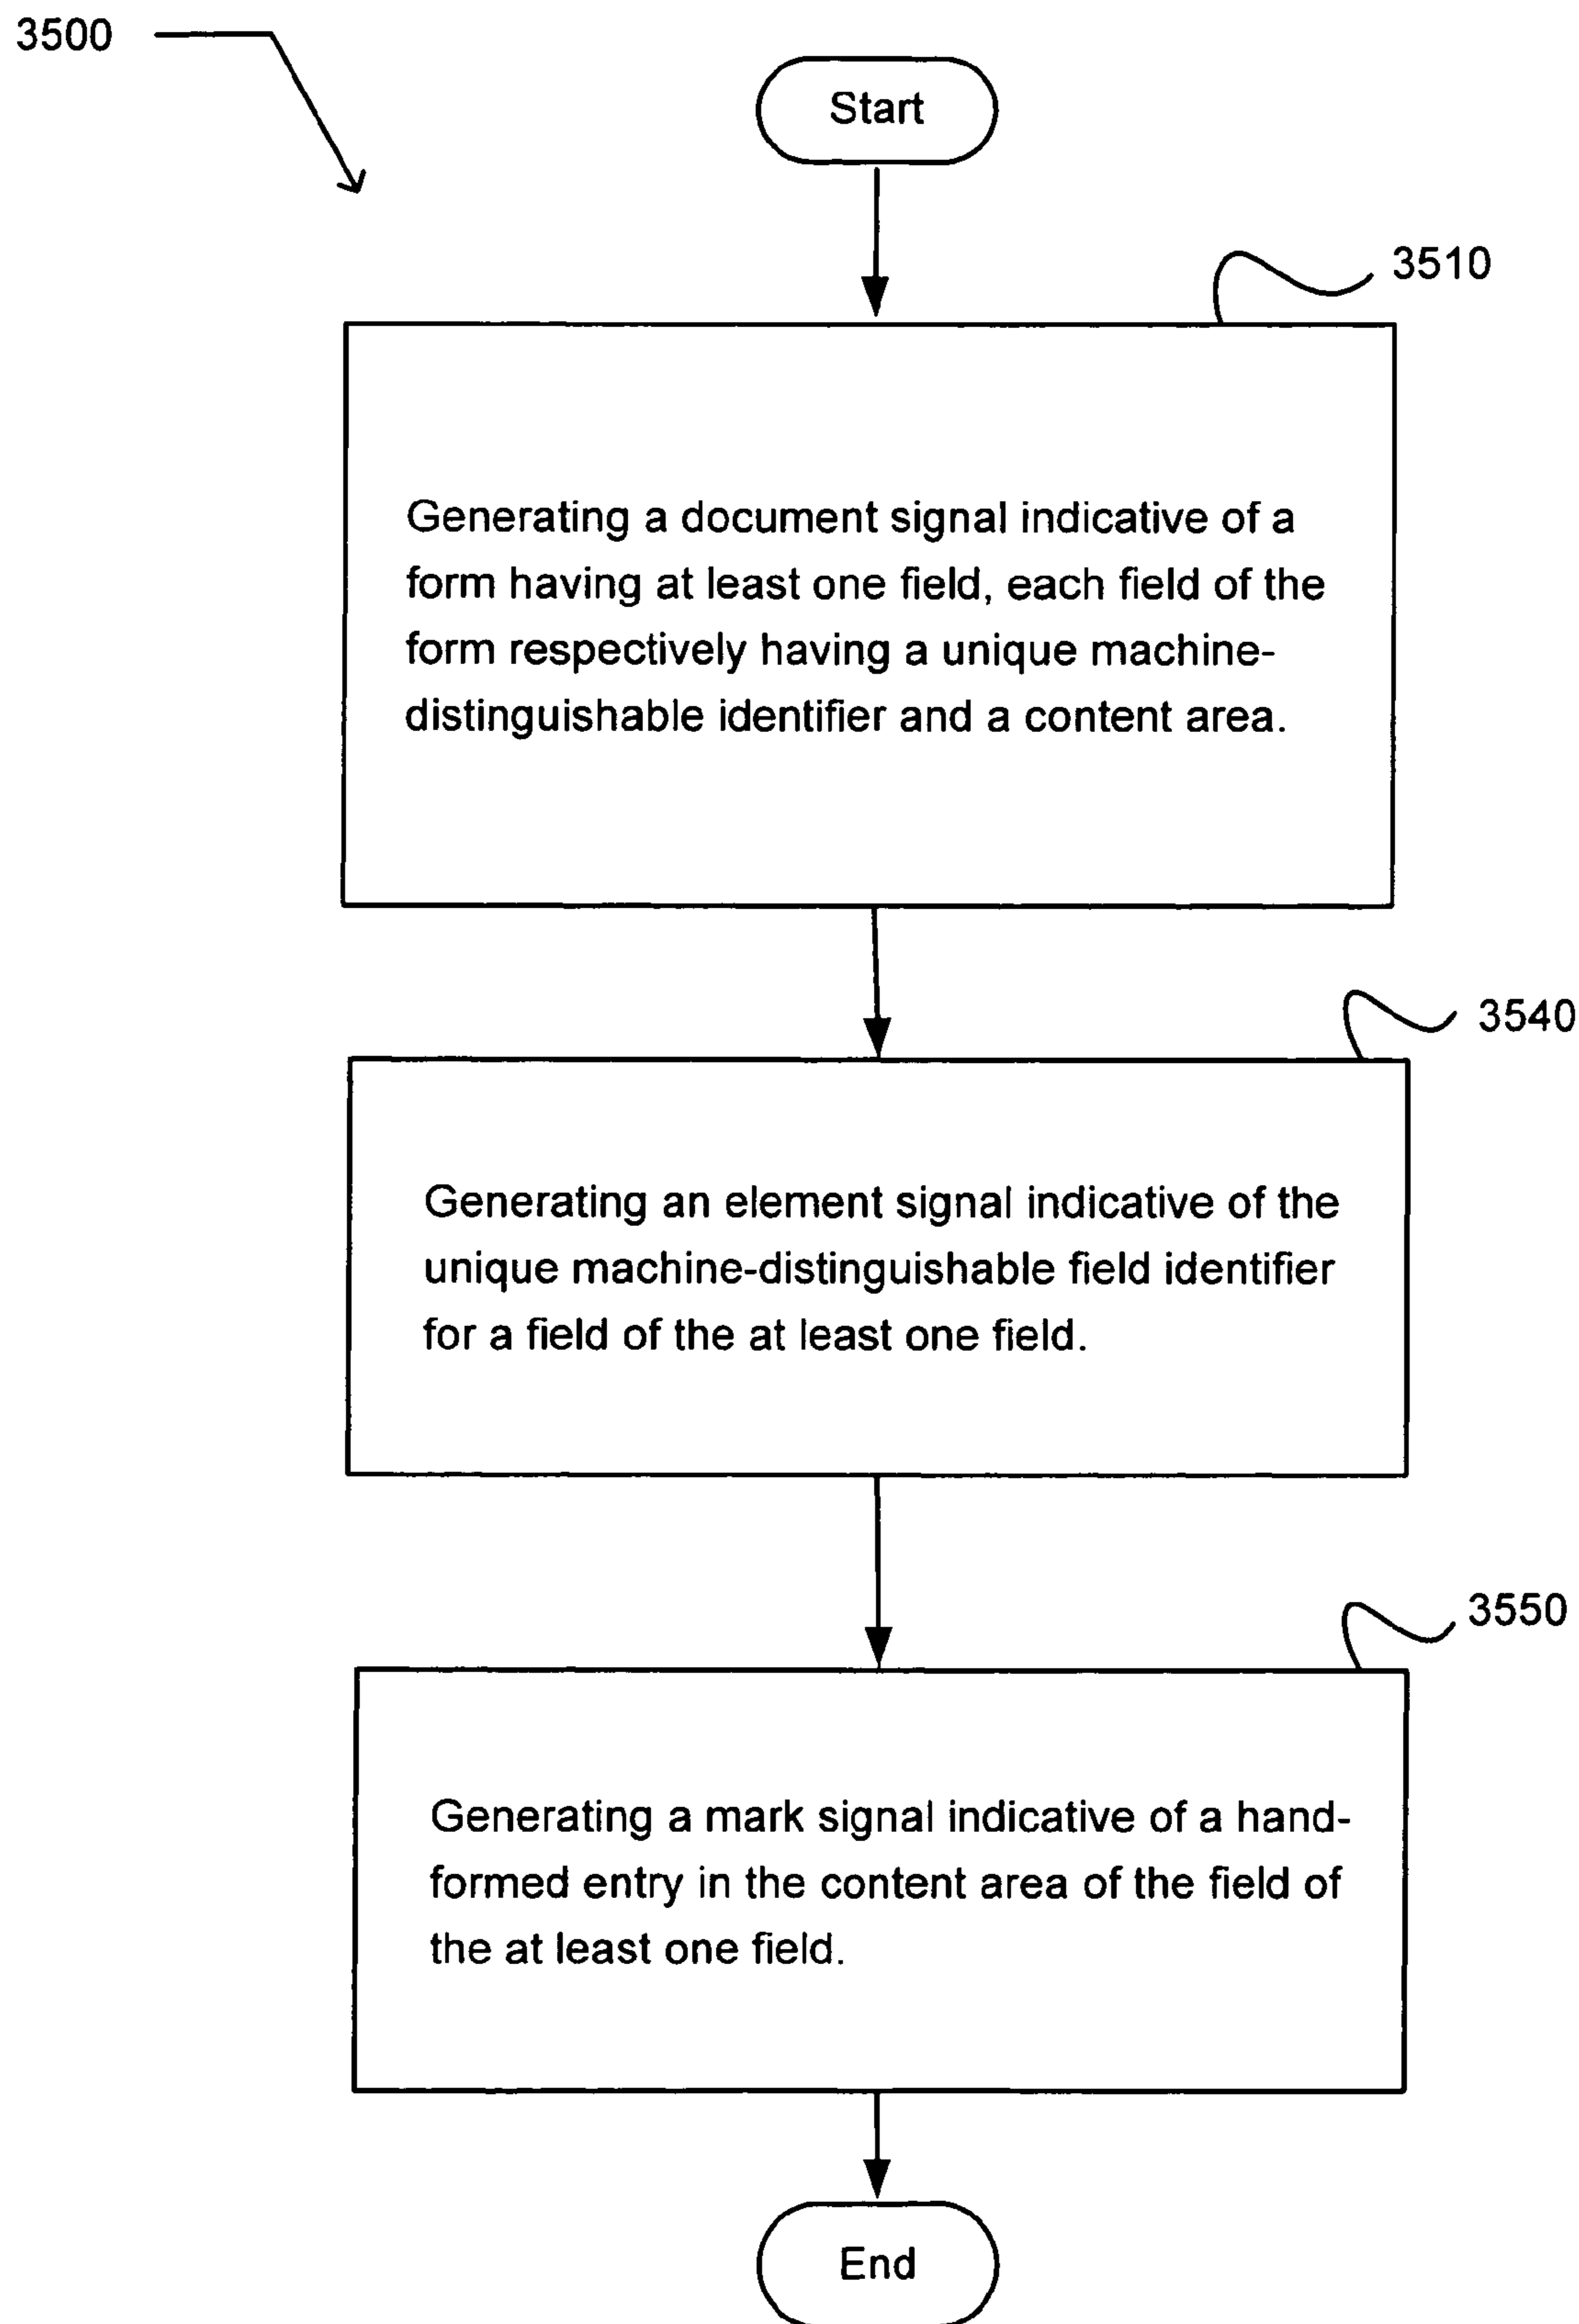 3500
Start
3510
Generating a document signal indicative of a
form having at least one field, each field of the
form respectively having a unique machine-
distinguishable identifier and a content area.
3540
Generating an element signal indicative of the
unique machine-distinguishable field identifier
for a field of the at least one field.
3550
Generating a mark signal indicative of a hand-
formed entry in the content area of the field of
the at least one field.
End